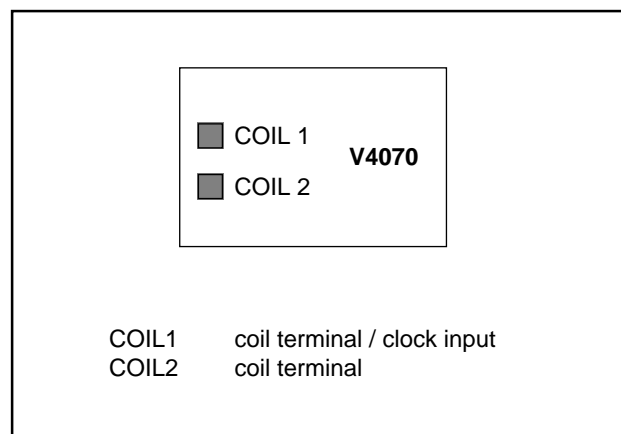 COIL 1
V4070
COIL 2
COIL1 coil terminal / clock input
COIL2 coil terminal